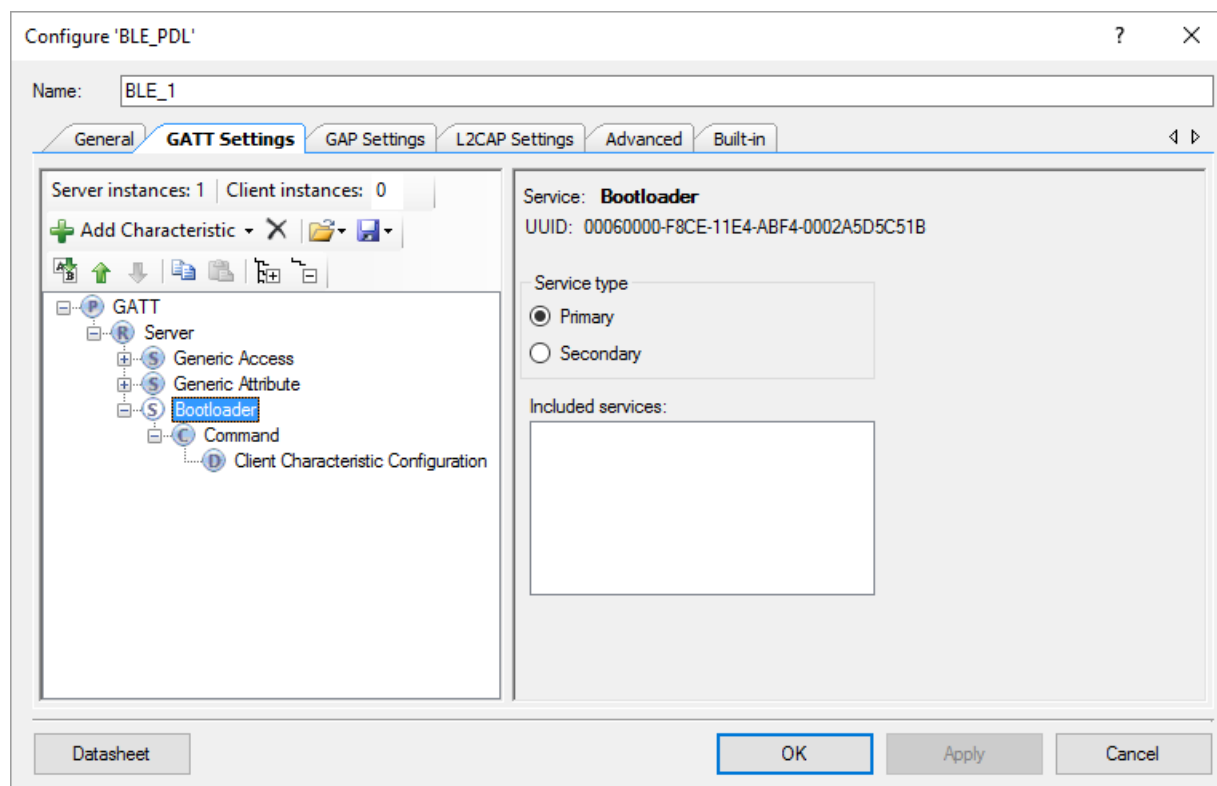 Configure 'BLE_PDL'
?
Name: BLE_1
General GATT Settings GAP Settings L2CAP Settings Advanced Built-in
Server instances: 1 Client instances: 0
Add Characteristic
GATT
Server
Generic Access
Generic Attribute
Bootloader
Command
Client Characteristic Configuration
Service: Bootloader
UUID: 00060000-F8CE-11E4-ABF4-0002A5D5C51B
Service type
Primary
Secondary
Included services:
Datasheet OK Apply Cancel